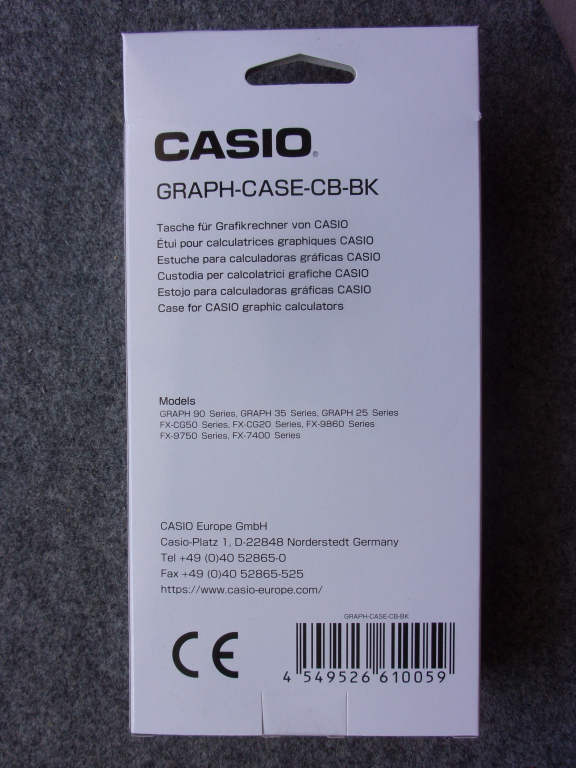 CASIO®
GRAPH-CASE-CB-BK
Tasche für Grafikrechner von CASIO
Étui pour calculatrices graphiques CASIO
Estuche para calculadoras gráficas CASIO
Custodia per calcolatrici grafiche CASIO
Estojo para calculadoras gráficas CASIO
Case for CASIO graphic calculators
Models
GRAPH 90 Series, GRAPH 35 Series, GRAPH 25 Series
FX-CG50 Series, FX-CG20 Series, FX-9860 Series
FX-9750 Series, FX-7400 Series
CASIO Europe GmbH
Casio-Platz 1, D-22848 Norderstedt Germany
Tel +49 (0)40 52865-0
Fax +49 (0)40 52865-525
https://www.casio-europe.com/
GRAPH-CASE-CB-BK
CE
4 549526 610059